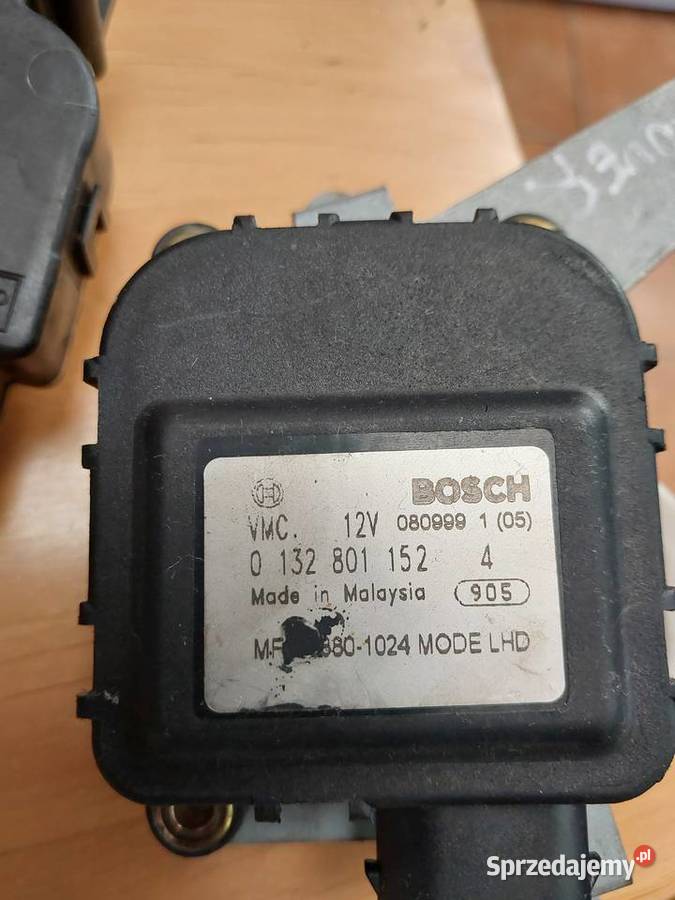 BOSCH
VMC. 12V 080999 1 (05)
0 132 801 152 4
Made in Malaysia 905
1024 MODE LHD
Sprzedajemy.pl